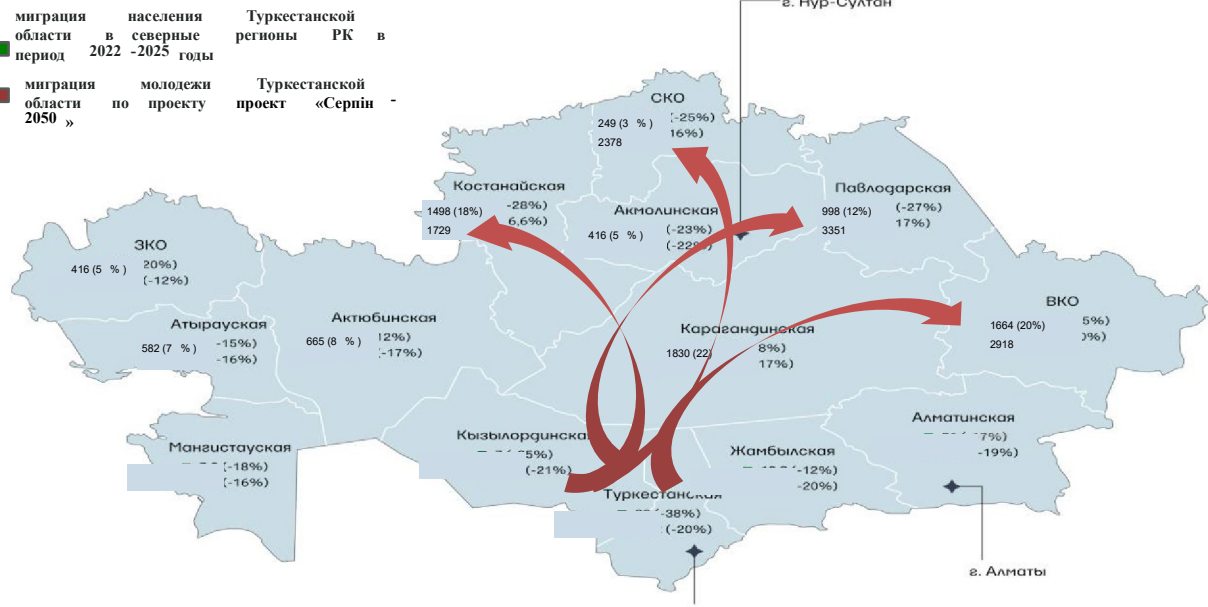 миграция населения Туркестанской
области в северные регионы РК в
период 2022 -2025 годы
миграция молодежи Туркестанской
области по проекту проект «Серпін -
2050 »
г. Нур-Султан
СКО
249 (3 % ) (-25%)
16%)
2378
Костанайская
-28%)
1498 (18%) 6,6%)
1729
Акмолинская
(-23%)
416 (5 % ) (-22%)
Павлодарская
998 (12%) (-27%)
17%)
3351
ЗКО
416 (5 % ) 20%)
(-12%)
Атырауская
-15%)
582 (7 % ) -16%)
Актюбинская
665 (8 % ) 12%)
-17%)
Карагандинская
8%)
1830 (22) 17%)
ВКО
1664 (20%) 5%)
2918
Мангистауская
(-18%)
(-16%)
Кызылординска
5%)
(-21%)
Туркестанская
-38%)
(-20%)
Жамбылская
(-12%)
-20%)
Алматинская
17%)
-19%)
г. Алматы